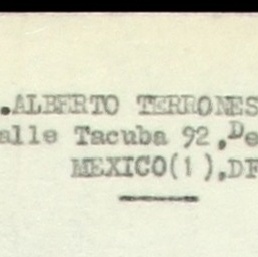 .ALBERTO TERRONES
alle Tacuba 92,De
MEXICO(1),DF